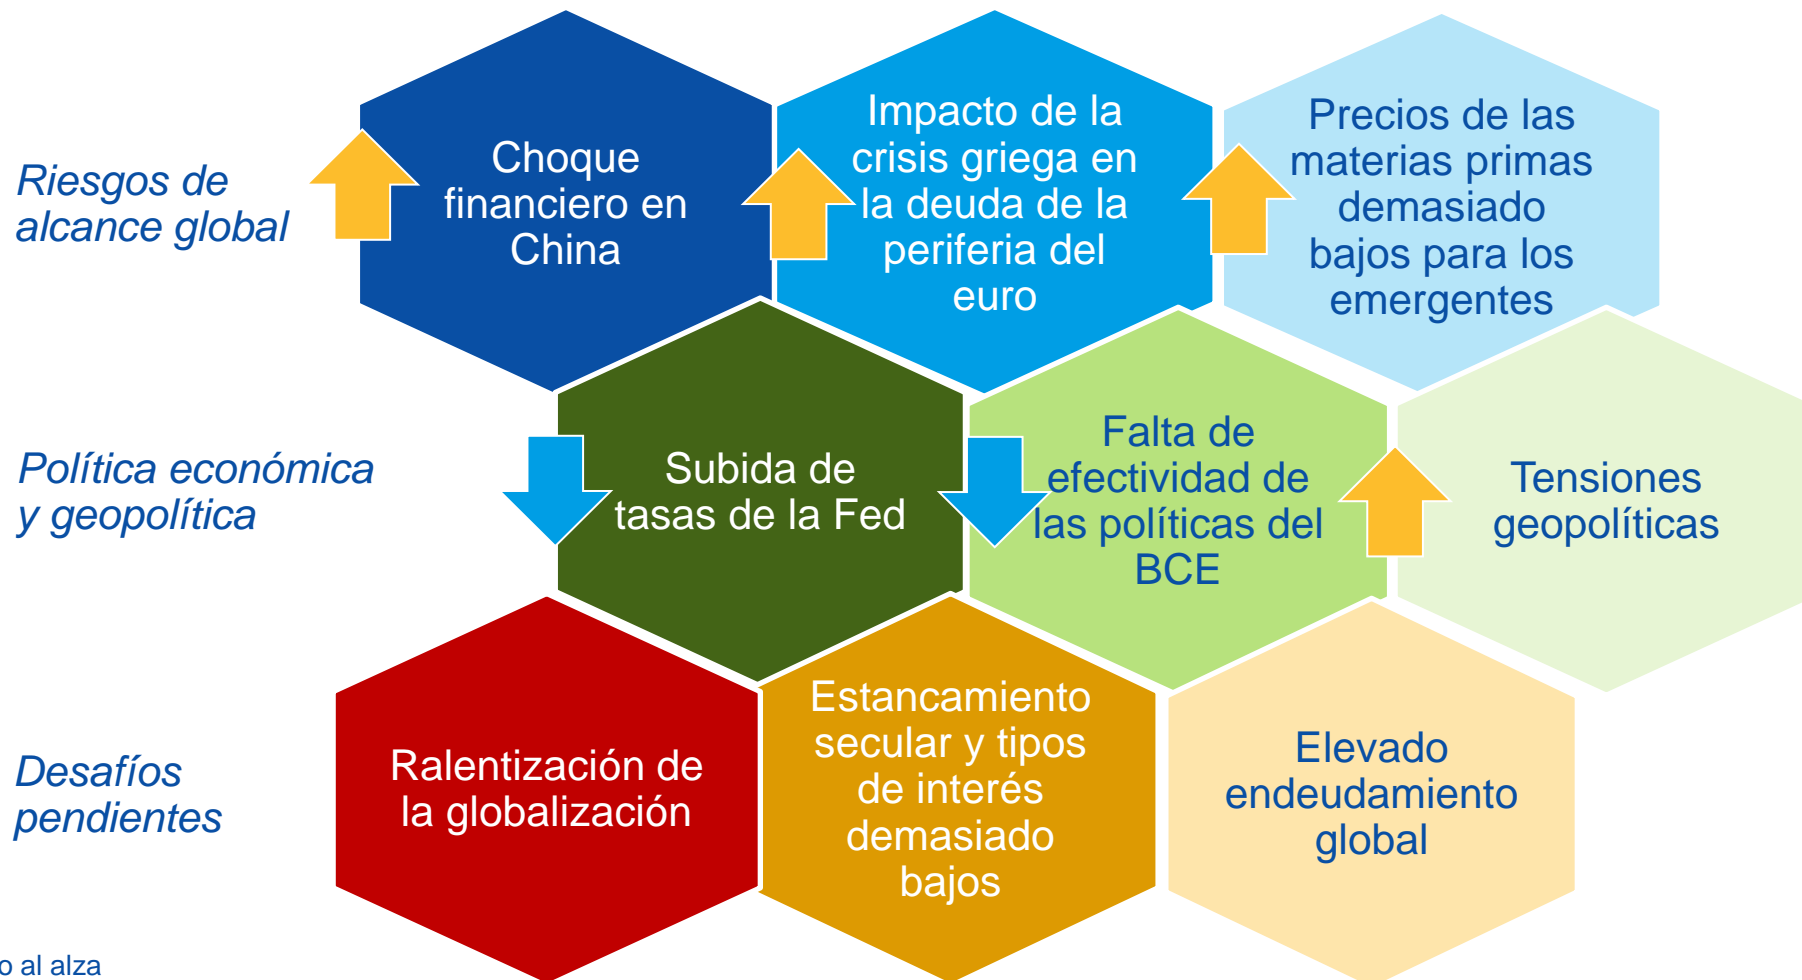 Riesgos de
alcance global
Choque
financiero en
China
Impacto de la
crisis griega en
la deuda de la
periferia del
euro
Precios de las
materias primas
demasiado
bajos para los
emergentes
Política económica
y geopolítica
Subida de
tasas de la Fed
Falta de
efectividad de
las políticas del
BCE
Tensiones
geopolíticas
Desafíos
pendientes
Ralentización de
la globalización
Estancamiento
secular y tipos
de interés
demasiado
bajos
Elevado
endeudamiento
global
al alza